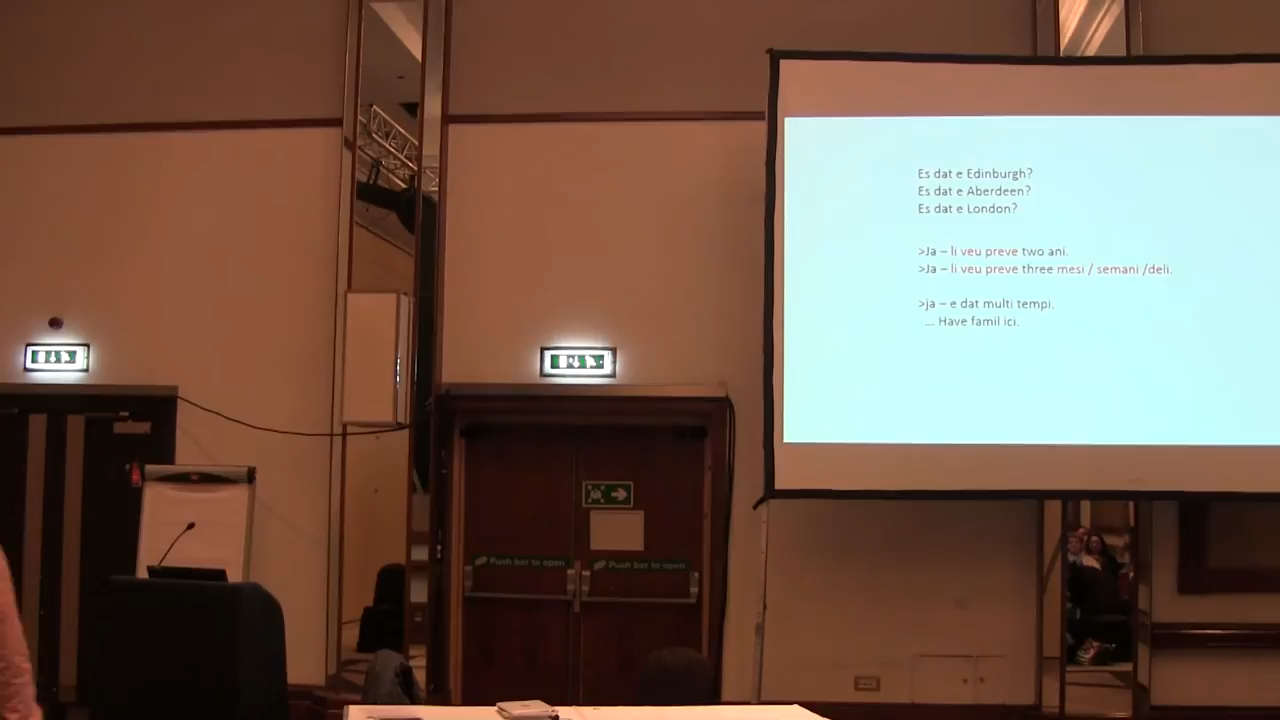 Es dat e Edinburgh?
Es dat e Aberdeen?
Es dat e London?
>Ja – li veu preve two ani.
>Ja – li veu preve three mesi / semani /deli.
>ja – e dat multi tempi.
... Have famil ici.
Push bar to open
Push bar to open